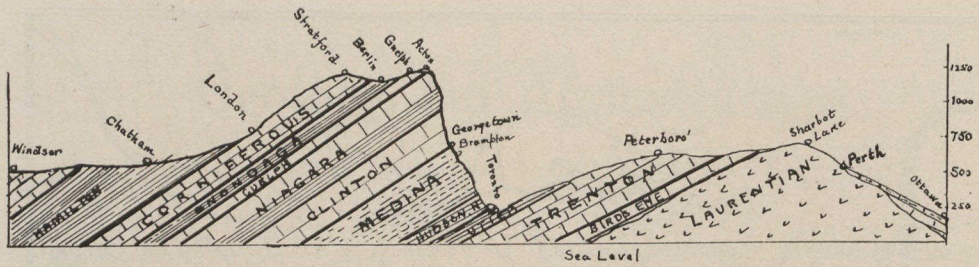 Windsor
Chatham
London
Stratford
Berlin
Guelph
Acton
Georgetown
Brampton
Toronto
Peterboro'
Sharbot
Lake
Perth
Ottawa
1250
1000
750
500
250
HAMILTON
CORNIFEROUS
ONONDAGA
GUELPH
NIAGARA
CLINTON
MEDINA
HUDSON R.
UTICA
TRENTON
BIRDS EYE
LAURENTIAN
Sea Level